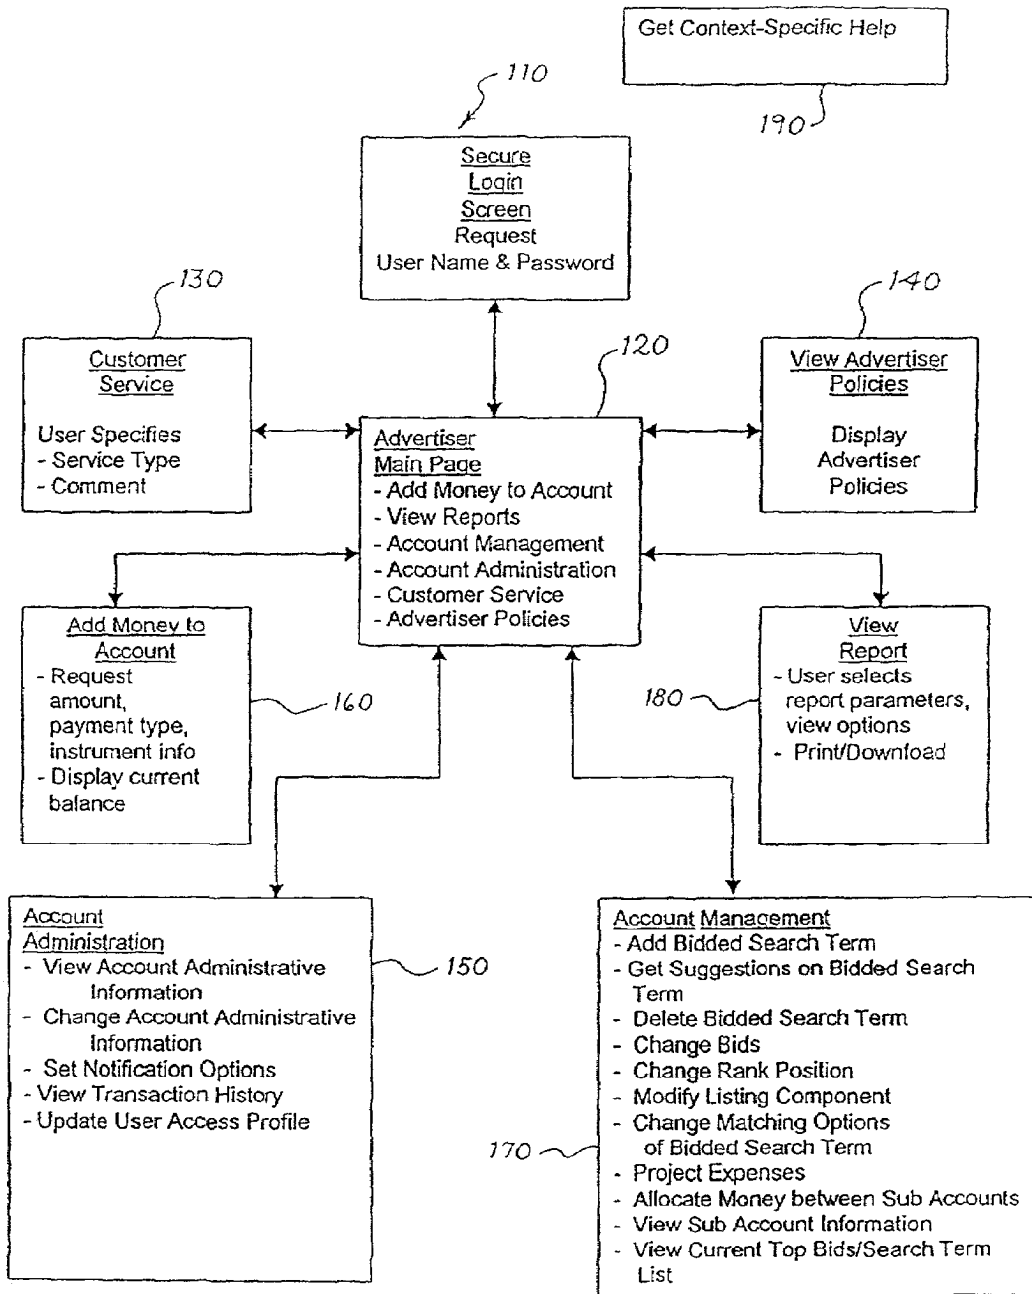 Get Context-Specific Help
190
110
Secure
Login
Screen
Request
User Name & Password
130
Customer
Service
User Specifies
- Service Type
- Comment
120
Advertiser
Main Page
- Add Money to Account
- View Reports
- Account Management
- Account Administration
- Customer Service
- Advertiser Policies
140
View Advertiser
Policies
Display
Advertiser
Policies
Add Money to
Account
- Request
amount,
payment type,
instrument info
- Display current
balance
160
180
View
Report
- User selects
report parameters,
view options
- Print/Download
Account
Administration
- View Account Administrative
Information
- Change Account Administrative
Information
- Set Notification Options
- View Transaction History
- Update User Access Profile
150
170
Account Management
- Add Bidded Search Term
- Get Suggestions on Bidded Search
Term
- Delete Bidded Search Term
- Change Bids
- Change Rank Position
- Modify Listing Component
- Change Matching Options
of Bidded Search Term
- Project Expenses
- Allocate Money between Sub Accounts
- View Sub Account Information
- View Current Top Bids/Search Term
List